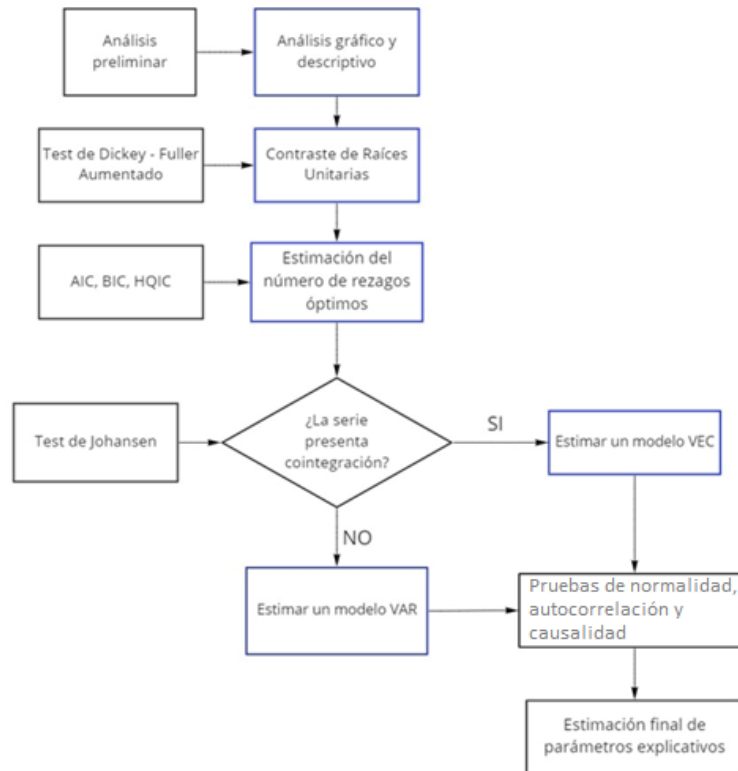 Análisis
preliminar
Análisis gráfico y
descriptivo
Test de Dickey - Fuller
Aumentado
Contraste de Raíces
Unitarias
AIC, BIC, HQIC
Estimación del
número de rezagos
óptimos
Test de Johansen
¿La serie
presenta
cointegración?
SI
Estimar un modelo VEC
NO
Estimar un modelo VAR
Pruebas de normalidad,
autocorrelación y
causalidad
Estimación final de
parámetros explicativos